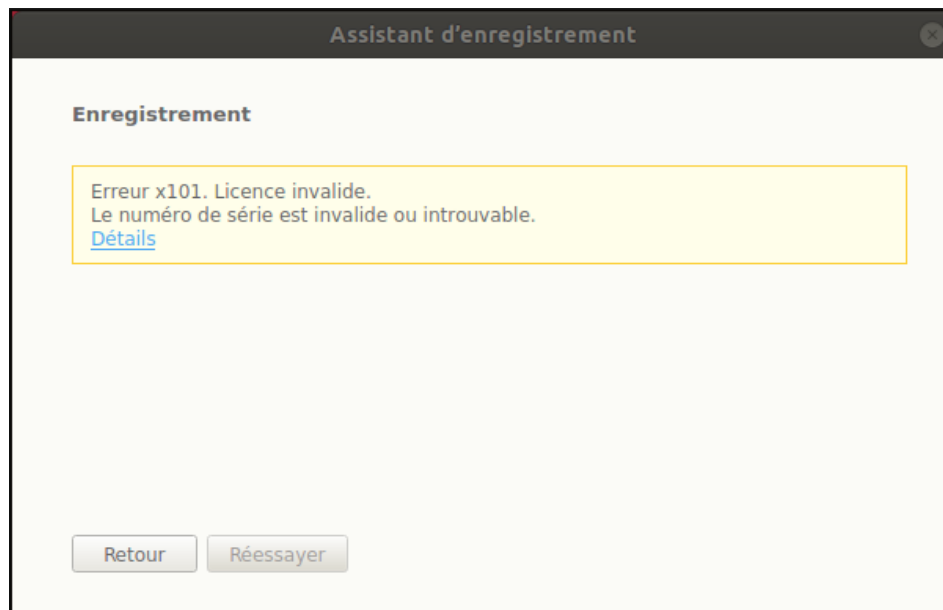 Assistant d'enregistrement
Enregistrement
Erreur x101. Licence invalide.
Le numéro de série est invalide ou introuvable.
Détails
Retour
Réessayer